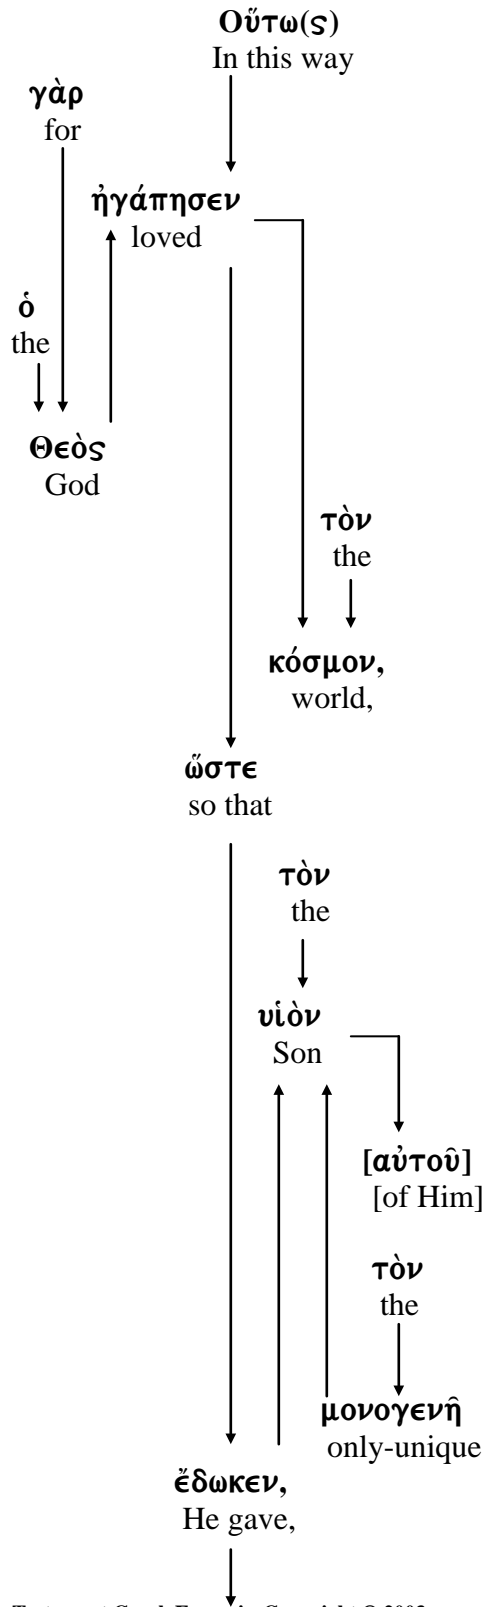 Οὕτω(ς)
In this way
γὰρ
for
ἠγάπησεν
loved
ὁ
the
Θεὸς
God
τὸν
the
κόσμον,
world,
ὥστε
so that
τὸν
the
υἱὸν
Son
[αὐτοῦ]
[of Him]
τὸν
the
μονογενῆ
only-unique
ἔδωκεν,
He gave,